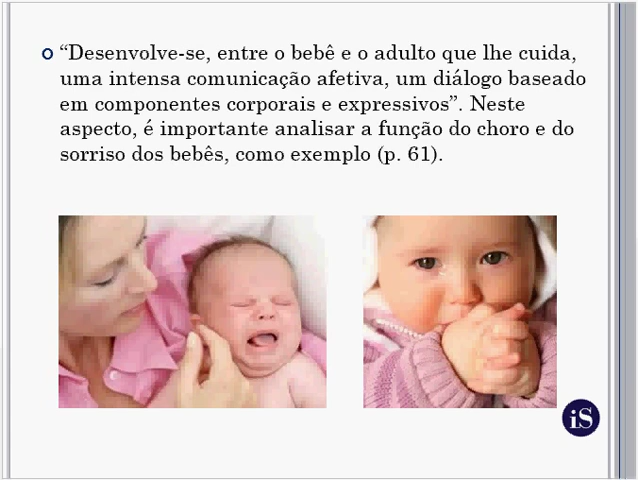 “Desenvolve-se, entre o bebê e o adulto que lhe cuida,
uma intensa comunicação afetiva, um diálogo baseado
em componentes corporais e expressivos”. Neste
aspecto, é importante analisar a função do choro e do
sorriso dos bebês, como exemplo (p. 61).
iS